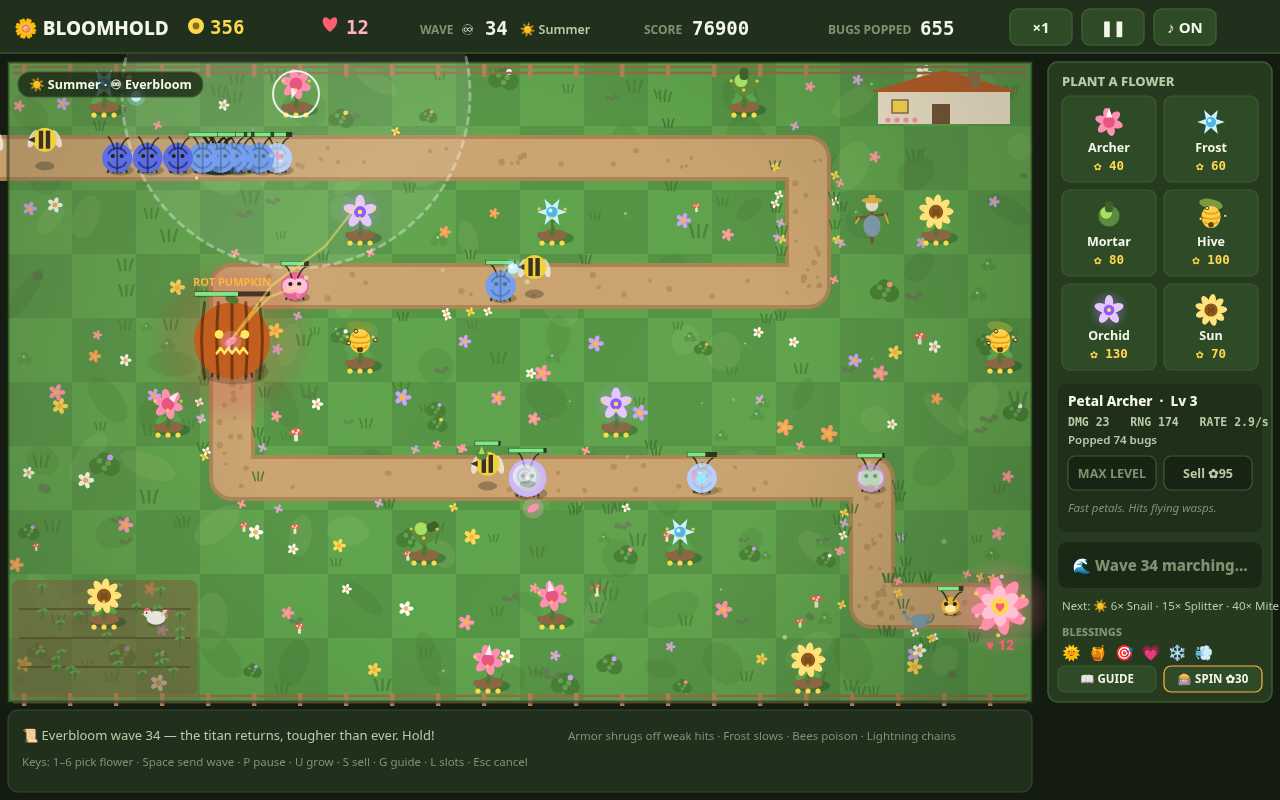 🌼 BLOOMHOLD
356
12
WAVE ♾ 34 ☀️ Summer
SCORE 76900
BUGS POPPED 655
×1
❚❚
♪ ON
☀️ Summer · ♾ Everbloom
ROT PUMPKIN
♥ 12
PLANT A FLOWER
Archer
✿ 40
Frost
✿ 60
Mortar
✿ 80
Hive
✿ 100
Orchid
✿ 130
Sun
✿ 70
Petal Archer · Lv 3
DMG 23 RNG 174 RATE 2.9/s
Popped 74 bugs
MAX LEVEL
Sell ✿95
Fast petals. Hits flying wasps.
🌊 Wave 34 marching…
Next: ☀️ 6× Snail · 15× Splitter · 40× Mite
BLESSINGS
📖 GUIDE
🎰 SPIN ✿30
📜 Everbloom wave 34 — the titan returns, tougher than ever. Hold!
Armor shrugs off weak hits · Frost slows · Bees poison · Lightning chains
Keys: 1–6 pick flower · Space send wave · P pause · U grow · S sell · G guide · L slots · Esc cancel